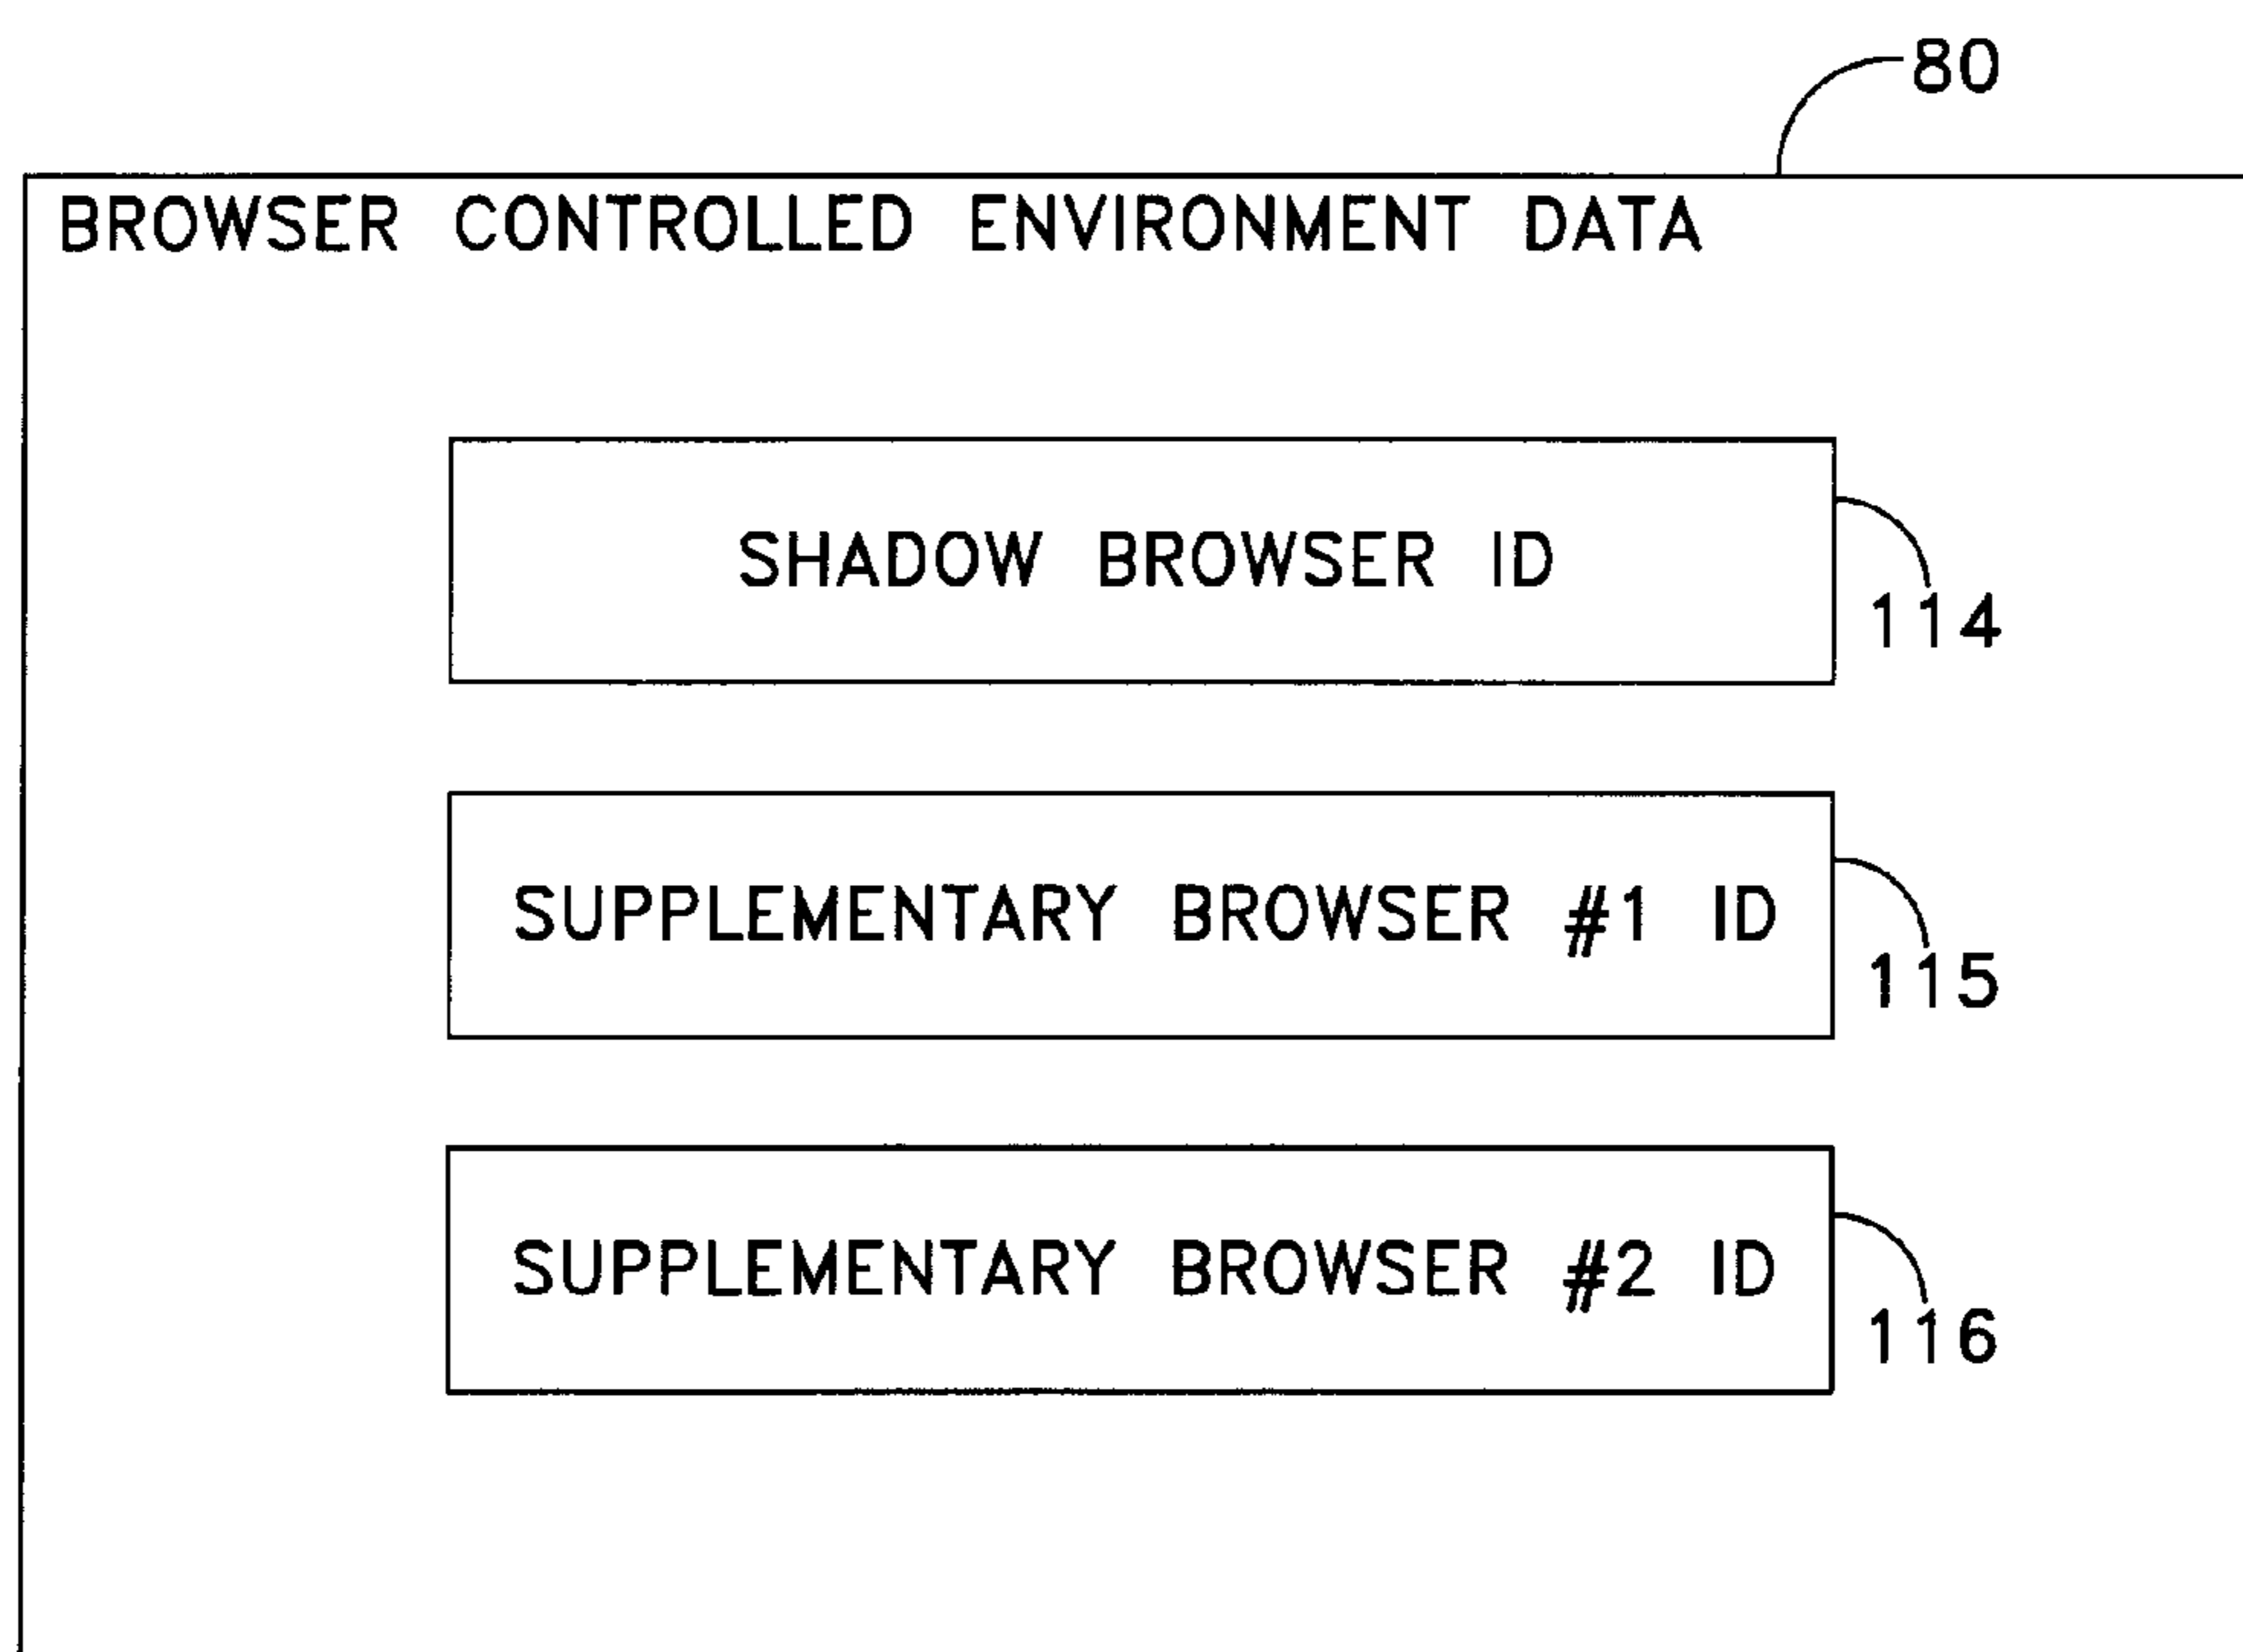 80
BROWSER CONTROLLED ENVIRONMENT DATA
SHADOW BROWSER ID
114
SUPPLEMENTARY BROWSER #1 ID
115
SUPPLEMENTARY BROWSER #2 ID
116